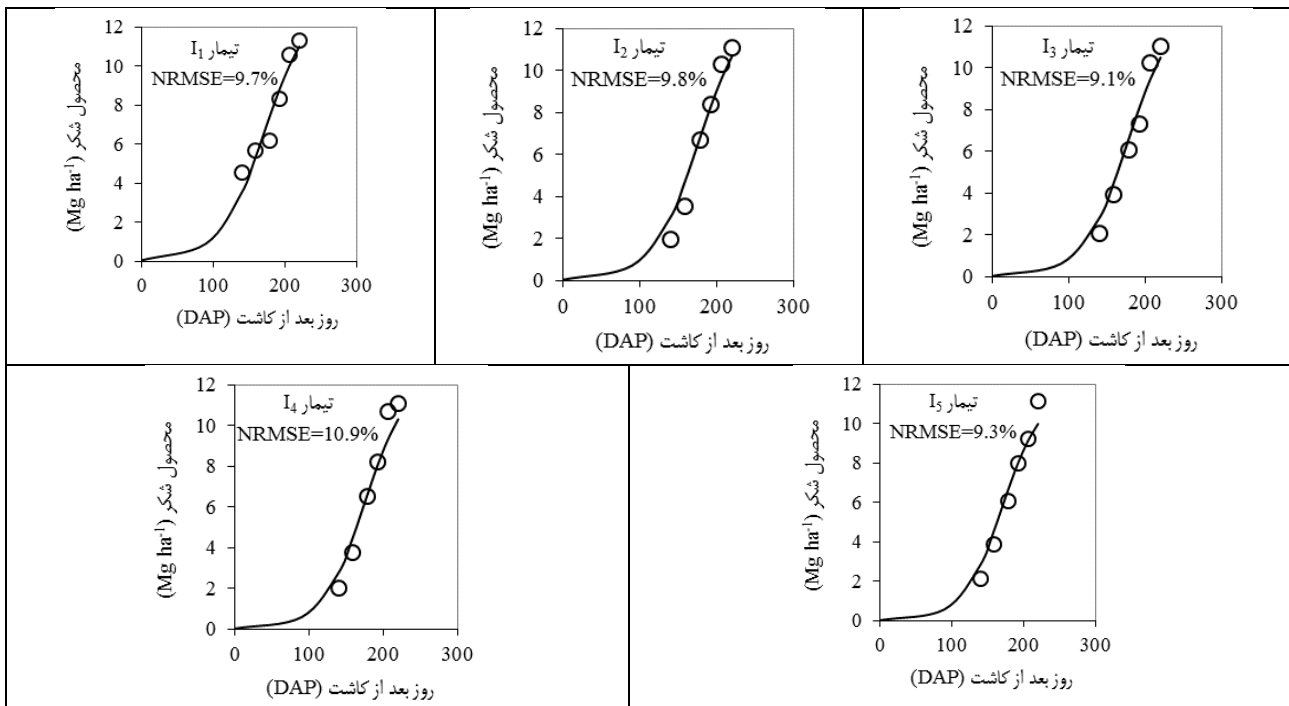 تیمار I₁
NRMSE=9.7%
محصول شکر (Mg ha⁻¹)
12
10
8
6
4
2
0
0 100 200 300
روز بعد از کاشت (DAP)
تیمار I₂
NRMSE=9.8%
محصول شکر (Mg ha⁻¹)
12
10
8
6
4
2
0
0 100 200 300
روز بعد از کاشت (DAP)
تیمار I₃
NRMSE=9.1%
محصول شکر (Mg ha⁻¹)
12
10
8
6
4
2
0
0 100 200 300
روز بعد از کاشت (DAP)
تیمار I₄
NRMSE=10.9%
محصول شکر (Mg ha⁻¹)
12
10
8
6
4
2
0
0 100 200 300
روز بعد از کاشت (DAP)
تیمار I₅
NRMSE=9.3%
محصول شکر (Mg ha⁻¹)
12
10
8
6
4
2
0
0 100 200 300
روز بعد از کاشت (DAP)